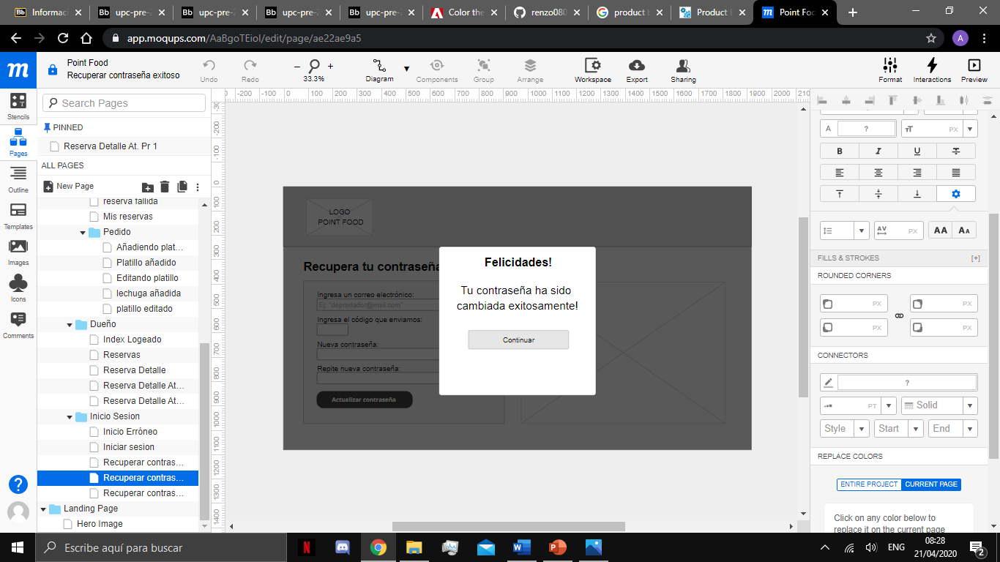 Informac
upc-pre-2
upc-pre-2
upc-pre-2
upc-pre-2
Color the
renzo080
product
Product
Point Foo
app.moqups.com/AaBgoTEiol/edit/page/ae22ae9a5
A
Point Food
Recuperar contraseña exitoso
Undo
Redo
33.3%
Diagram
Components
Group
Arrange
Workspace
Export
Sharing
Format
Interactions
Preview
Stencils
Pages
Outline
Templates
Images
Icons
Comments
Search Pages
PINNED
Reserva Detalle At. Pr 1
ALL PAGES
New Page
reserva fallida
Mis reservas
Pedido
Añadiendo plat...
Platillo añadido
Editando platillo
lechuga añadida
platillo editado
Dueño
Index Logeado
Reservas
Reserva Detalle
Reserva Detalle At...
Reserva Detalle At...
Inicio Sesion
Inicio Erróneo
Iniciar sesion
Recuperar contras...
Recuperar contras...
Recuperar contras...
Landing Page
Hero Image
-200 -100 0 100 200 300 400 500 600 700 800 900 1000 1100 1200 1300 1400 1500 1600 1700 1800 1900 2000 210
LOGO
POINT FOOD
Recupera tu contraseña
Ingresa un correo electrónico:
Ej: "depredador@mail.com"
Ingresa el código que enviamos:
Nueva contraseña:
Repite nueva contraseña:
Actualizar contraseña
Felicidades!
Tu contraseña ha sido
cambiada exitosamente!
Continuar
A ? PX
B I U S
AV PX AA AA
FILLS & STROKES [+]
ROUNDED CORNERS
PX PX
PX PX
CONNECTORS
?
PT Solid
Style Start End
REPLACE COLORS
ENTIRE PROJECT CURRENT PAGE
Click on any color below to
replace it on the current page
Escribe aquí para buscar
ENG
08:28
21/04/2020
2